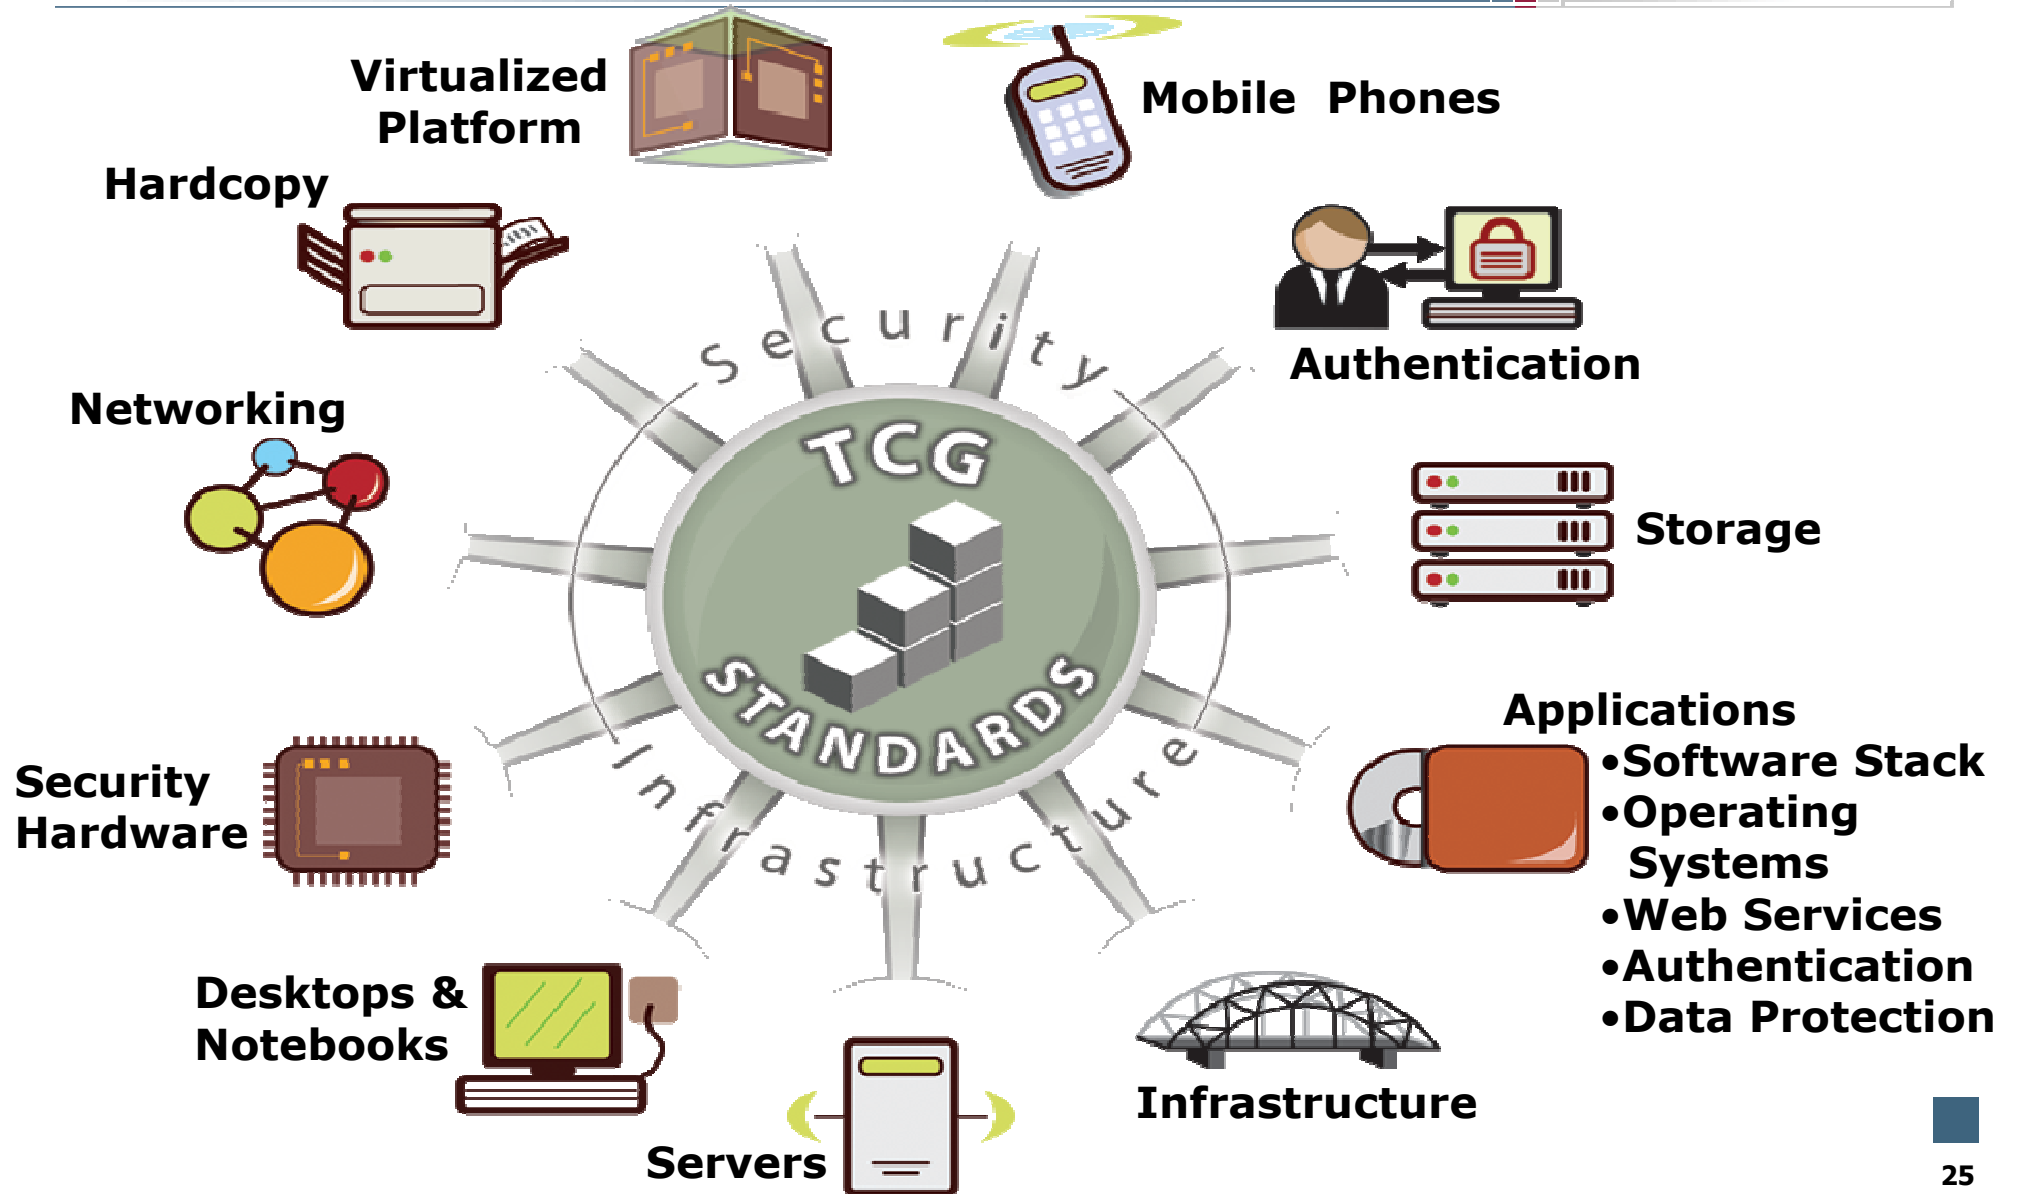 Virtualized
Platform
Mobile Phones
Hardcopy
Authentication
Networking
Security
TCG
STANDARDS
Infrastructure
Storage
Security
Hardware
Applications
•Software Stack
•Operating
Systems
•Web Services
•Authentication
•Data Protection
Desktops &
Notebooks
Servers
Infrastructure
25